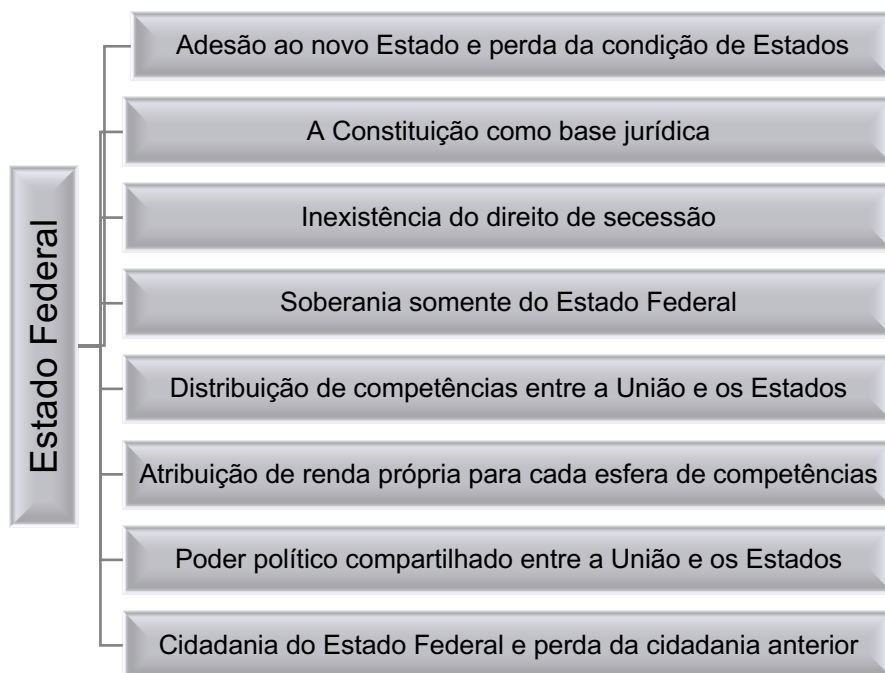 Estado Federal
Adesão ao novo Estado e perda da condição de Estados
A Constituição como base jurídica
Inexistência do direito de secessão
Soberania somente do Estado Federal
Distribuição de competências entre a União e os Estados
Atribuição de renda própria para cada esfera de competências
Poder político compartilhado entre a União e os Estados
Cidadania do Estado Federal e perda da cidadania anterior